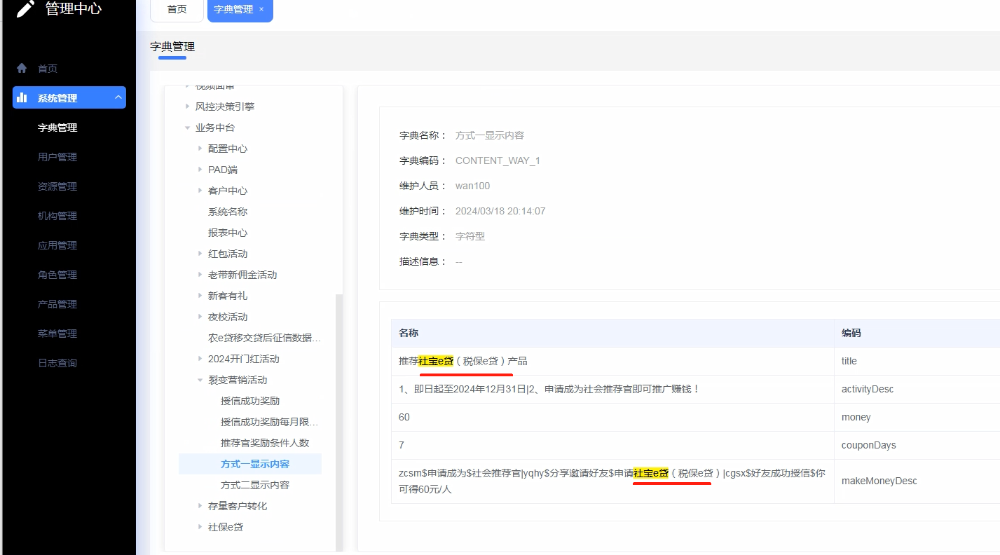 管理中心
首页
字典管理 ×
字典管理
首页
系统管理
字典管理
用户管理
资源管理
机构管理
应用管理
角色管理
产品管理
菜单管理
日志查询
视频面审
风控决策引擎
业务中台
配置中心
PAD端
客户中心
系统名称
报表中心
红包活动
老带新佣金活动
新客有礼
夜校活动
农e贷移交贷后征信数据...
2024开门红活动
裂变营销活动
授信成功奖励
授信成功奖励每月限...
推荐官奖励条件人数
方式一显示内容
方式二显示内容
存量客户转化
社保e贷
字典名称： 方式一显示内容
字典编码： CONTENT_WAY_1
维护人员： wan100
维护时间： 2024/03/18 20:14:07
字典类型： 字符型
描述信息： --
名称 编码
推荐社宝e贷（税保e贷）产品 title
1、即日起至2024年12月31日|2、申请成为社会推荐官即可推广赚钱！ activityDesc
60 money
7 couponDays
zcsm$申请成为$社会推荐官|yqhy$分享邀请好友$申请社宝e贷（税保e贷）|cgsx$好友成功授信$你
可得60元/人 makeMoneyDesc